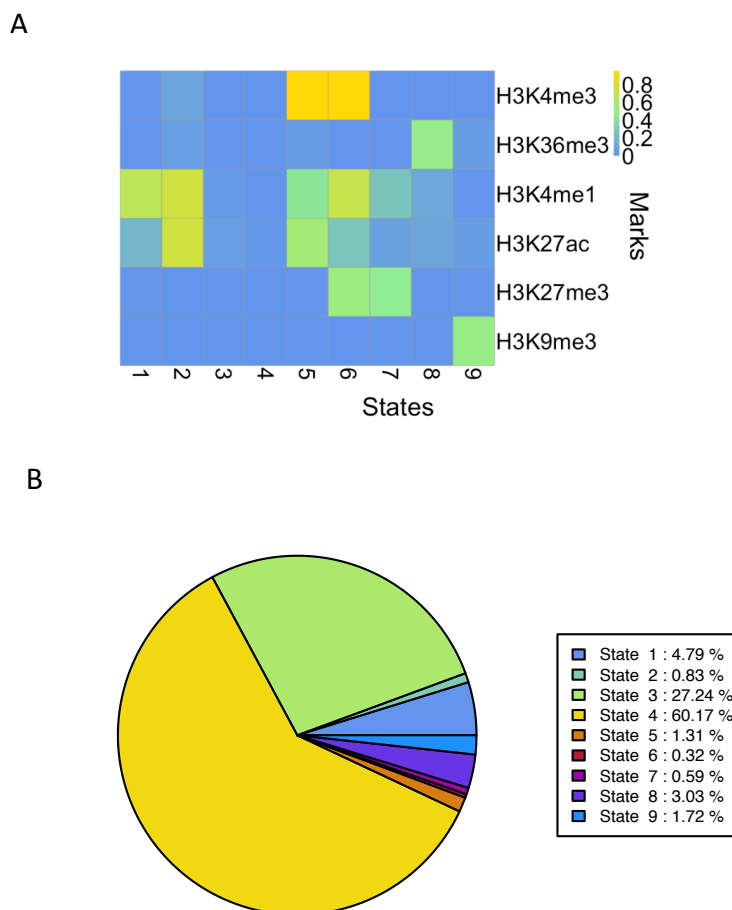 A
H3K4me3
H3K36me3
H3K4me1
H3K27ac
H3K27me3
H3K9me3
0.8
0.6
0.4
0.2
0
Marks
1 2 3 4 5 6 7 8 9
States
B
State 1 : 4.79 %
State 2 : 0.83 %
State 3 : 27.24 %
State 4 : 60.17 %
State 5 : 1.31 %
State 6 : 0.32 %
State 7 : 0.59 %
State 8 : 3.03 %
State 9 : 1.72 %